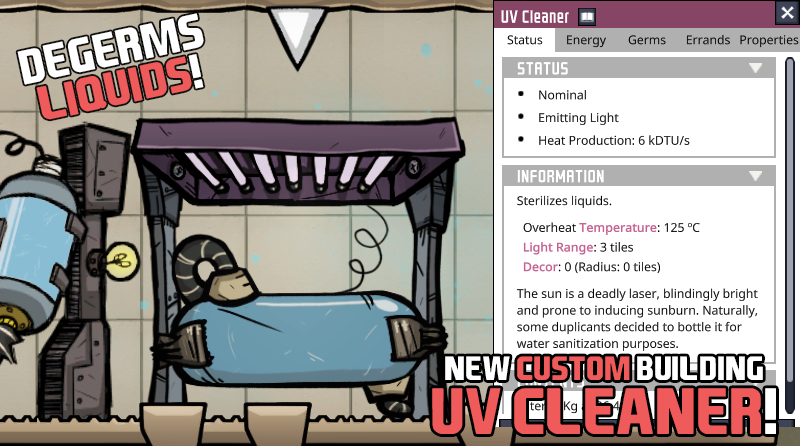 DEGERMS
LIQUIDS!
UV Cleaner
Status Energy Germs Errands Properties
STATUS
• Nominal
• Emitting Light
• Heat Production: 6 kDTU/s
INFORMATION
Sterilizes liquids.
Overheat Temperature: 125 ºC
Light Range: 3 tiles
Decor: 0 (Radius: 0 tiles)
The sun is a deadly laser, blindingly bright
and prone to inducing sunburn. Naturally,
some duplicants decided to bottle it for
water sanitization purposes.
NEW CUSTOM BUILDING
UV CLEANER!